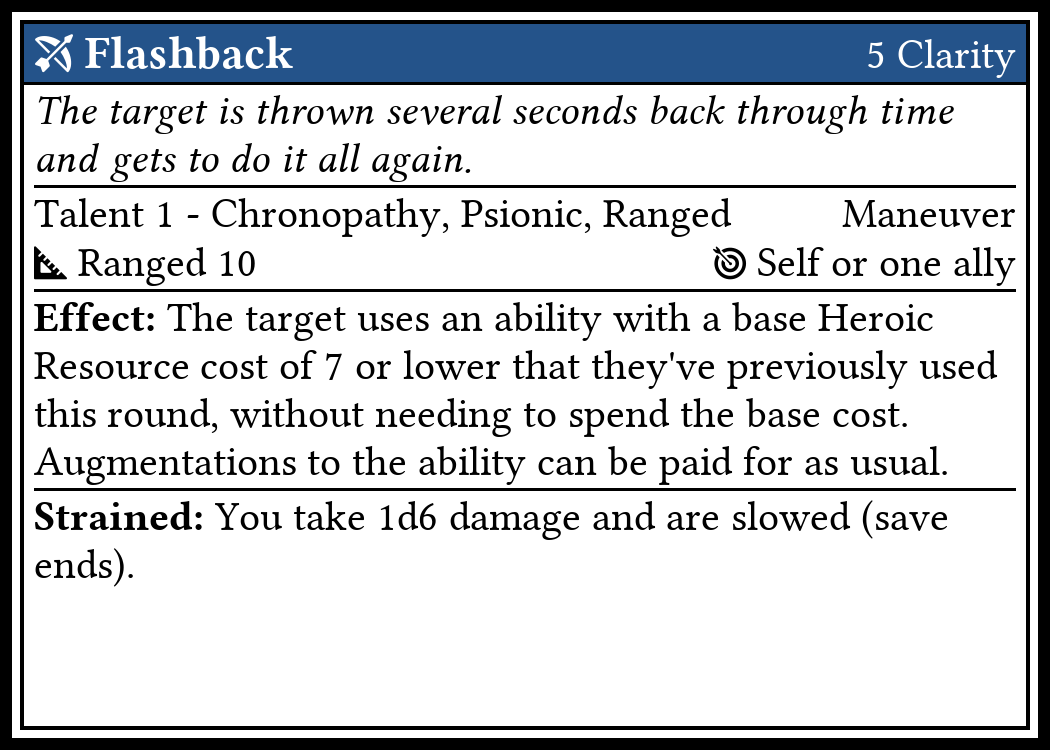 Flashback 5 Clarity
The target is thrown several seconds back through time
and gets to do it all again.
Talent 1 - Chronopathy, Psionic, Ranged Maneuver
Ranged 10 Self or one ally
Effect: The target uses an ability with a base Heroic
Resource cost of 7 or lower that they've previously used
this round, without needing to spend the base cost.
Augmentations to the ability can be paid for as usual.
Strained: You take 1d6 damage and are slowed (save
ends).